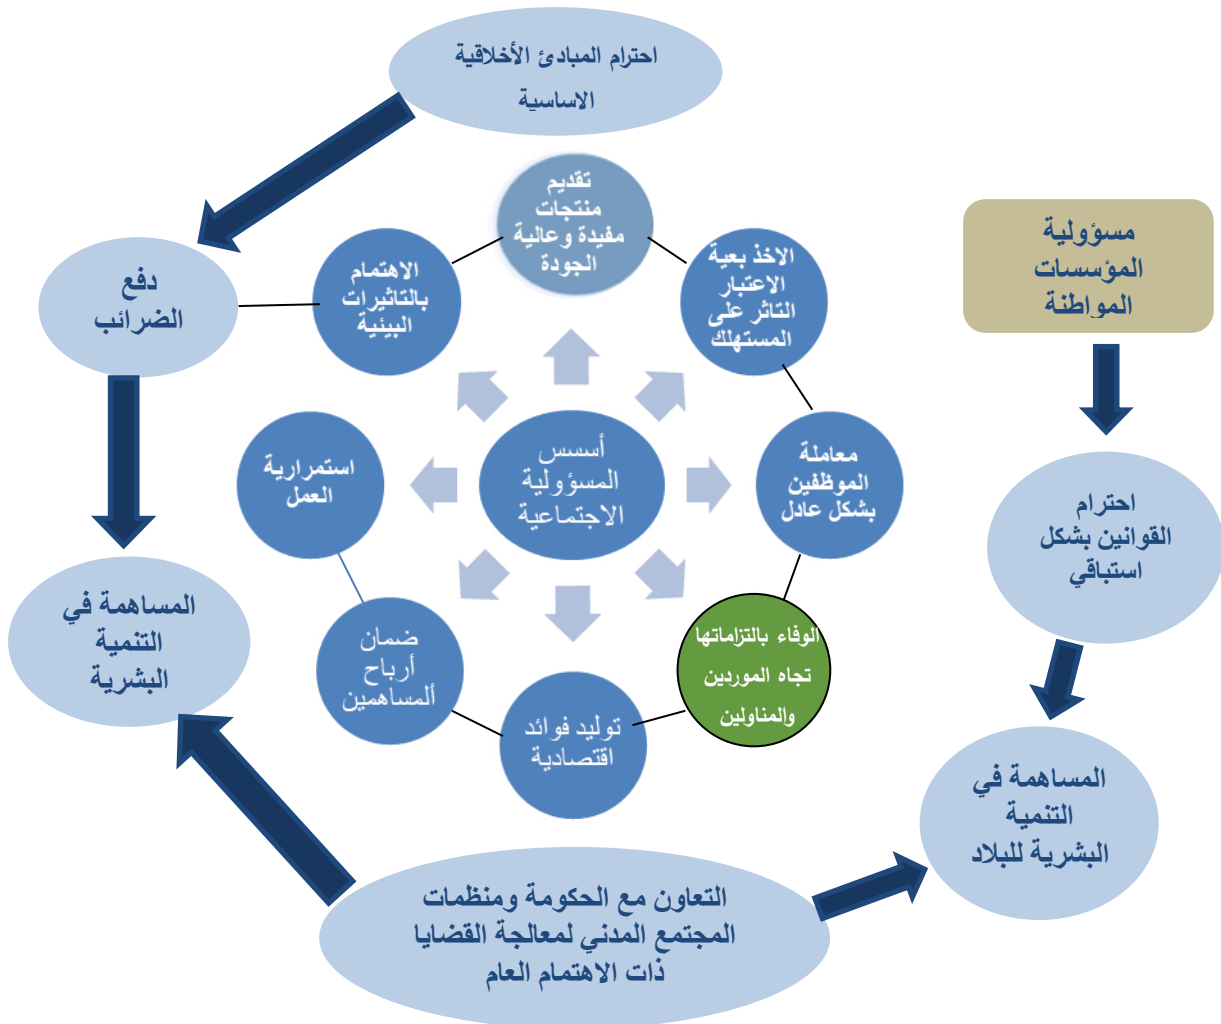 احترام المبادئ الأخلاقية
الاساسية
تقديم
منتجات
مفيدة وعالية
الجودة
مسؤولية
المؤسسات
المواطنة
الاخذ بعية
الاعتبار
التاثر على
المستهلك
الاهتمام
بالتاثيرات
البيئية
دفع
الضرائب
أسسس
المسؤولية
الاجتماعية
معاملة
الموظفين
بشكل عادل
استمرارية
العمل
احترام
القوانين بشكل
استباقي
المساهمة في
التنمية
البشرية
الوفاء بالتزاماتها
تجاه الموردين
والمناولين
ضمان
أرباح
ألمساهمين
توليد فوائد
اقتصادية
المساهمة في
التنمية
البشرية للبلاد
التعاون مع الحكومة ومنظمات
المجتمع المدني لمعالجة القضايا
ذات الاهتمام العام